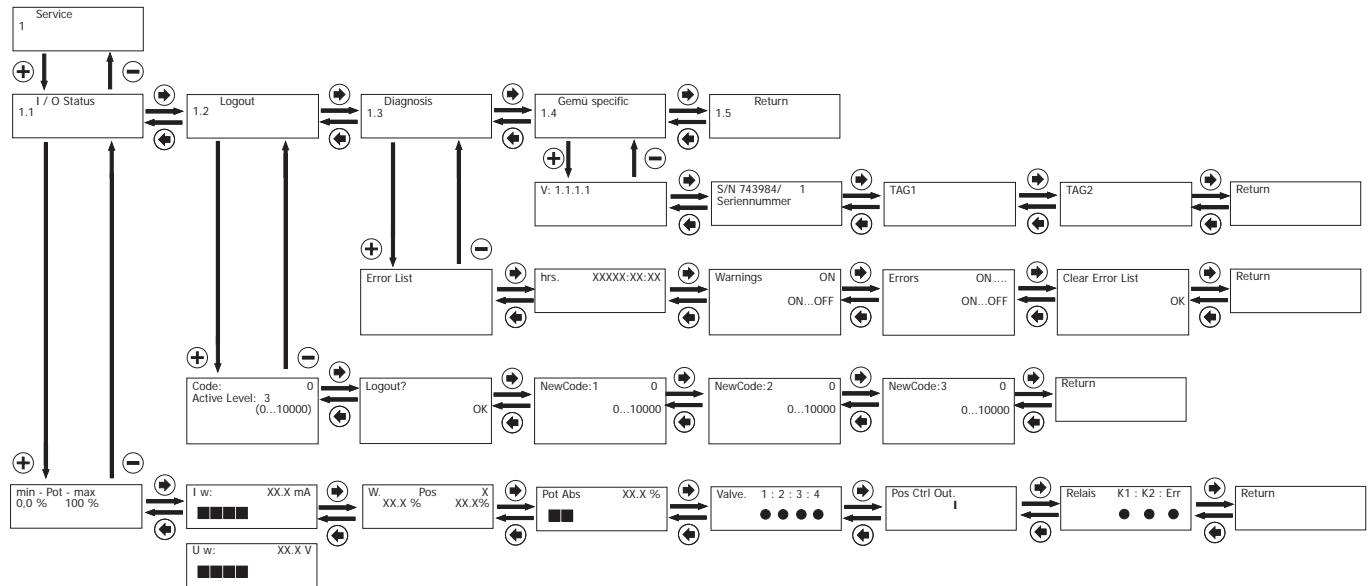 Service
1
I / O Status
1.1
Logout
1.2
Diagnosis
1.3
Gemü specific
1.4
Return
1.5
V: 1.1.1.1
S/N 743984/ 1
Seriennummer
TAG1
TAG2
Return
Error List
hrs. XXXXX:XX:XX
Warnings ON
ON...OFF
Errors ON....
ON...OFF
Clear Error List
OK
Return
Code: 0
Active Level: 3
(0...10000)
Logout?
OK
NewCode:1 0
0...10000
NewCode:2 0
0...10000
NewCode:3 0
0...10000
Return
min - Pot - max
0,0 % 100 %
I w: XX.X mA
W. Pos X
XX.X % XX.X%
Pot Abs XX.X %
Valve. 1 : 2 : 3 : 4
Pos Ctrl Out.
Relais K1 : K2 : Err
Return
U w: XX.X V